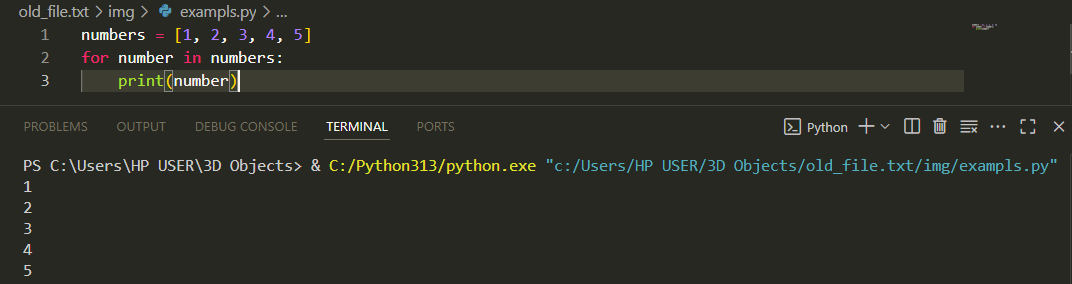 old_file.txt > img > exampls.py > ...
1 numbers = [1, 2, 3, 4, 5]
2 for number in numbers:
3     print(number)
PROBLEMS OUTPUT DEBUG CONSOLE TERMINAL PORTS Python
PS C:\Users\HP USER\3D Objects> & C:/Python313/python.exe "c:/Users/HP USER/3D Objects/old_file.txt/img/exampls.py"
1
2
3
4
5